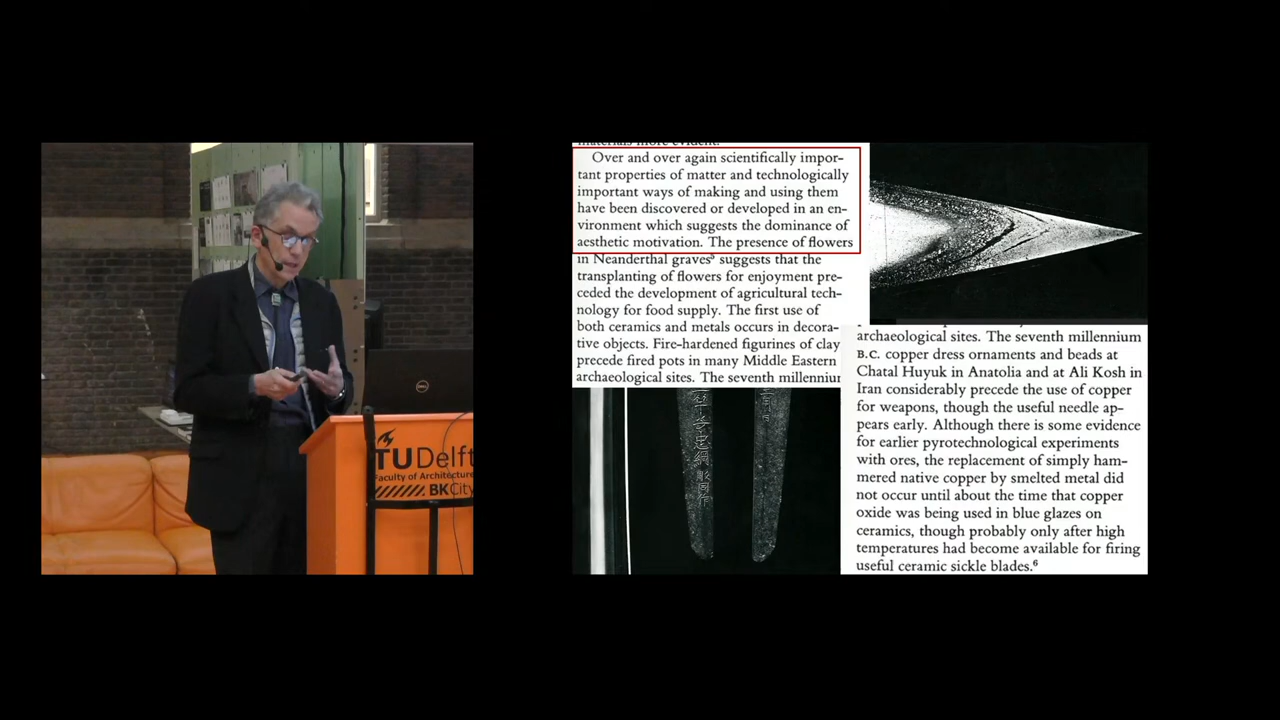 TUDelft
Faculty of Architecture
BKCity
DELL
materials more evident.
Over and over again scientifically impor-
tant properties of matter and technologically
important ways of making and using them
have been discovered or developed in an en-
vironment which suggests the dominance of
aesthetic motivation. The presence of flowers
in Neanderthal graves⁵ suggests that the
transplanting of flowers for enjoyment pre-
ceded the development of agricultural tech-
nology for food supply. The first use of
both ceramics and metals occurs in decora-
tive objects. Fire-hardened figurines of clay
precede fired pots in many Middle Eastern
archaeological sites. The seventh millennium
archaeological sites. The seventh millennium
B.C. copper dress ornaments and beads at
Chatal Huyuk in Anatolia and at Ali Kosh in
Iran considerably precede the use of copper
for weapons, though the useful needle ap-
pears early. Although there is some evidence
for earlier pyrotechnological experiments
with ores, the replacement of simply ham-
mered native copper by smelted metal did
not occur until about the time that copper
oxide was being used in blue glazes on
ceramics, though probably only after high
temperatures had become available for firing
useful ceramic sickle blades.⁶